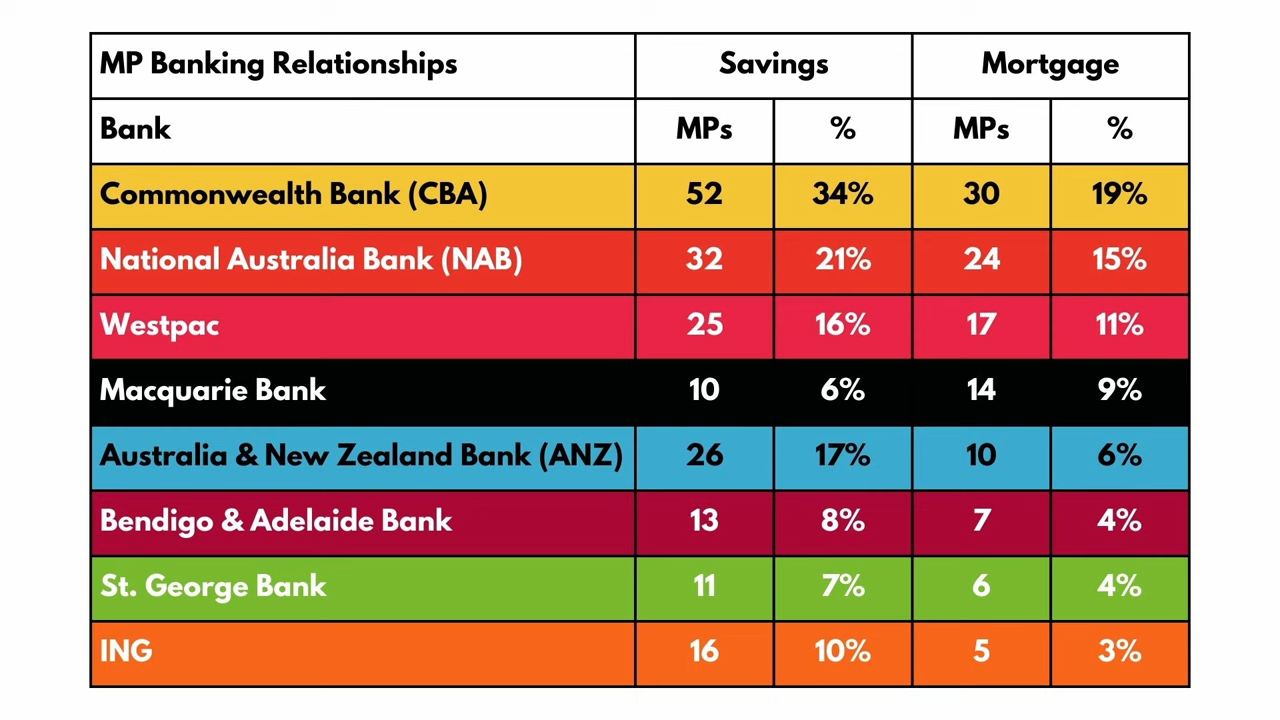 MP Banking Relationships Savings Mortgage
Bank MPs % MPs %
Commonwealth Bank (CBA) 52 34% 30 19%
National Australia Bank (NAB) 32 21% 24 15%
Westpac 25 16% 17 11%
Macquarie Bank 10 6% 14 9%
Australia & New Zealand Bank (ANZ) 26 17% 10 6%
Bendigo & Adelaide Bank 13 8% 7 4%
St. George Bank 11 7% 6 4%
ING 16 10% 5 3%